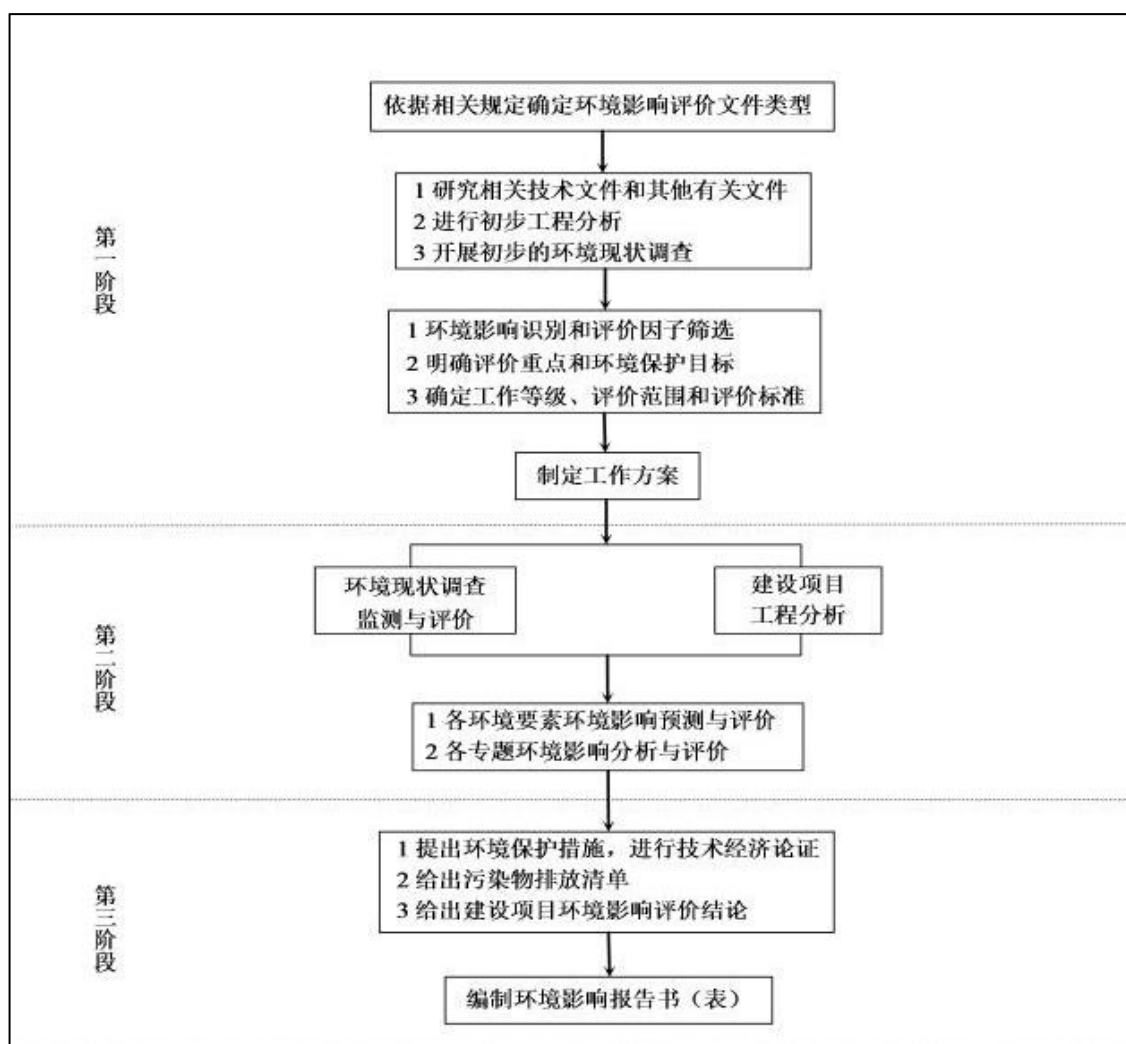 依据相关规定确定环境影响评价文件类型
1 研究相关技术文件和其他有关文件
2 进行初步工程分析
3 开展初步的环境现状调查
第一阶段
1 环境影响识别和评价因子筛选
2 明确评价重点和环境保护目标
3 确定工作等级、评价范围和评价标准
制定工作方案
第二阶段
环境现状调查
监测与评价
建设项目
工程分析
1 各环境要素环境影响预测与评价
2 各专题环境影响分析与评价
第三阶段
1 提出环境保护措施，进行技术经济论证
2 给出污染物排放清单
3 给出建设项目环境影响评价结论
编制环境影响报告书（表）